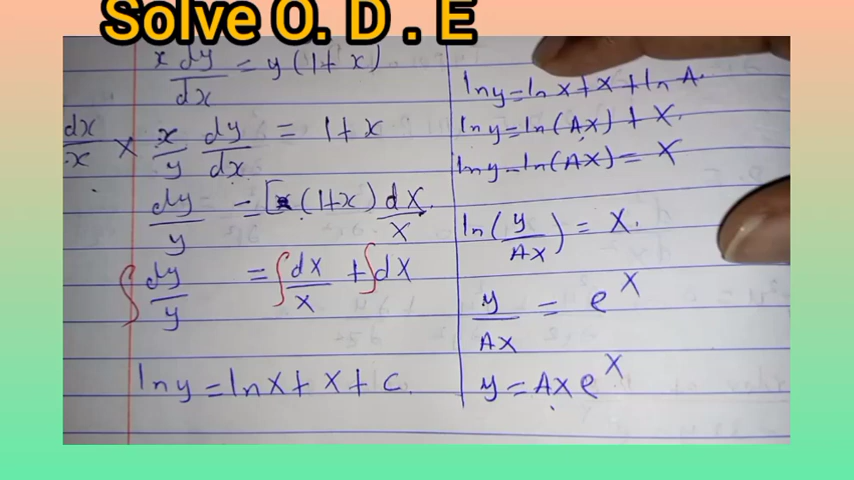 Solve O. D . E
x dy/dx = y (1+x)
dx/x × x/y dy/dx = 1+x
dy/y = [(1+x) dx/x
∫dy/y = ∫dx/x + ∫dx
ln y = ln x + x + c.
ln y = ln x + x + ln A.
ln y = ln(Ax) + x.
ln y - ln(Ax) = x
ln(y/Ax) = x.
y/Ax = e^x
y = Ax e^x